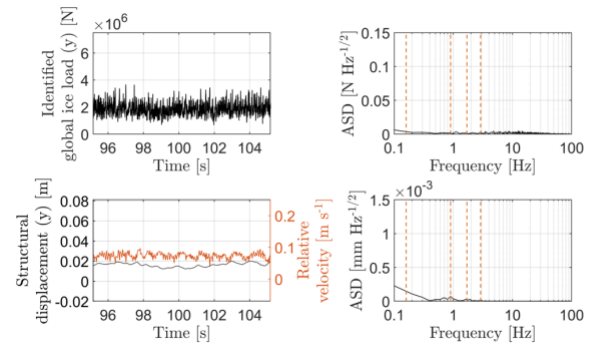 ×10^6
Identified
global ice load (y) [N]
6
4
2
0
96 98 100 102 104
Time [s]
ASD [N Hz^-1/2]
0.15
0.1
0.05
0
0.1 1 10 100
Frequency [Hz]
Structural
displacement (y) [m]
0.08
0.06
0.04
0.02
0
-0.02
96 98 100 102 104
Time [s]
0.2
0.1
0
Relative
velocity [m s^-1]
×10^-3
ASD [mm Hz^-1/2]
1.5
1
0.5
0
0.1 1 10 100
Frequency [Hz]